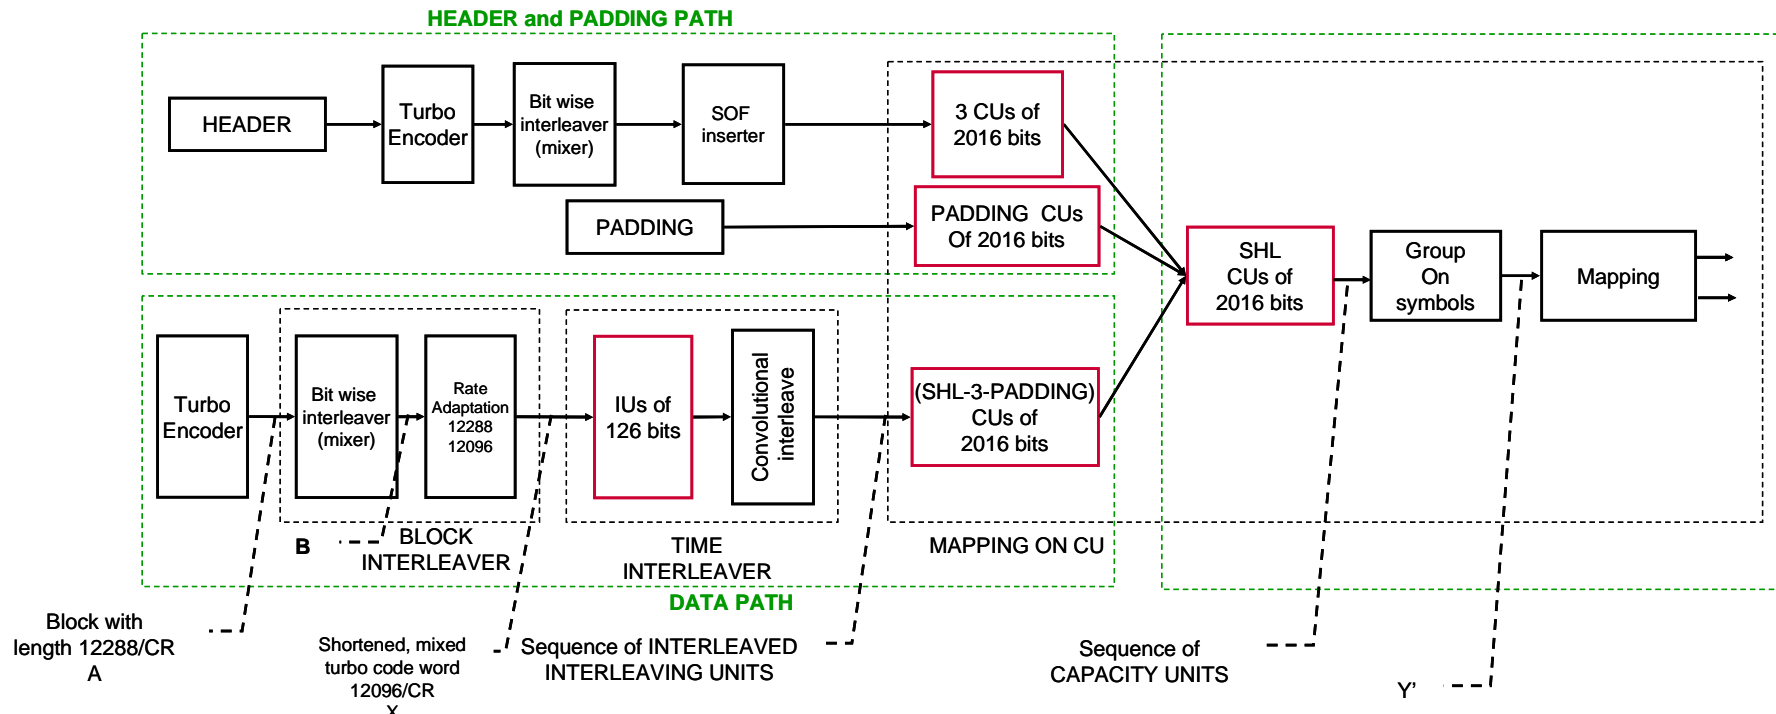 HEADER and PADDING PATH
HEADER
Turbo
Encoder
Bit wise
interleaver
(mixer)
SOF
inserter
3 CUs of
2016 bits
PADDING
PADDING CUs
Of 2016 bits
SHL
CUs of
2016 bits
Group
On
symbols
Mapping
Turbo
Encoder
Bit wise
interleaver
(mixer)
Rate
Adaptation
12288
12096
IUs of
126 bits
Convolutional
interleave
(SHL-3-PADDING)
CUs of
2016 bits
B
BLOCK
INTERLEAVER
TIME
INTERLEAVER
MAPPING ON CU
DATA PATH
Block with
length 12288/CR
A
Shortened, mixed
turbo code word
12096/CR
X
Sequence of INTERLEAVED
INTERLEAVING UNITS
Sequence of
CAPACITY UNITS
Y'